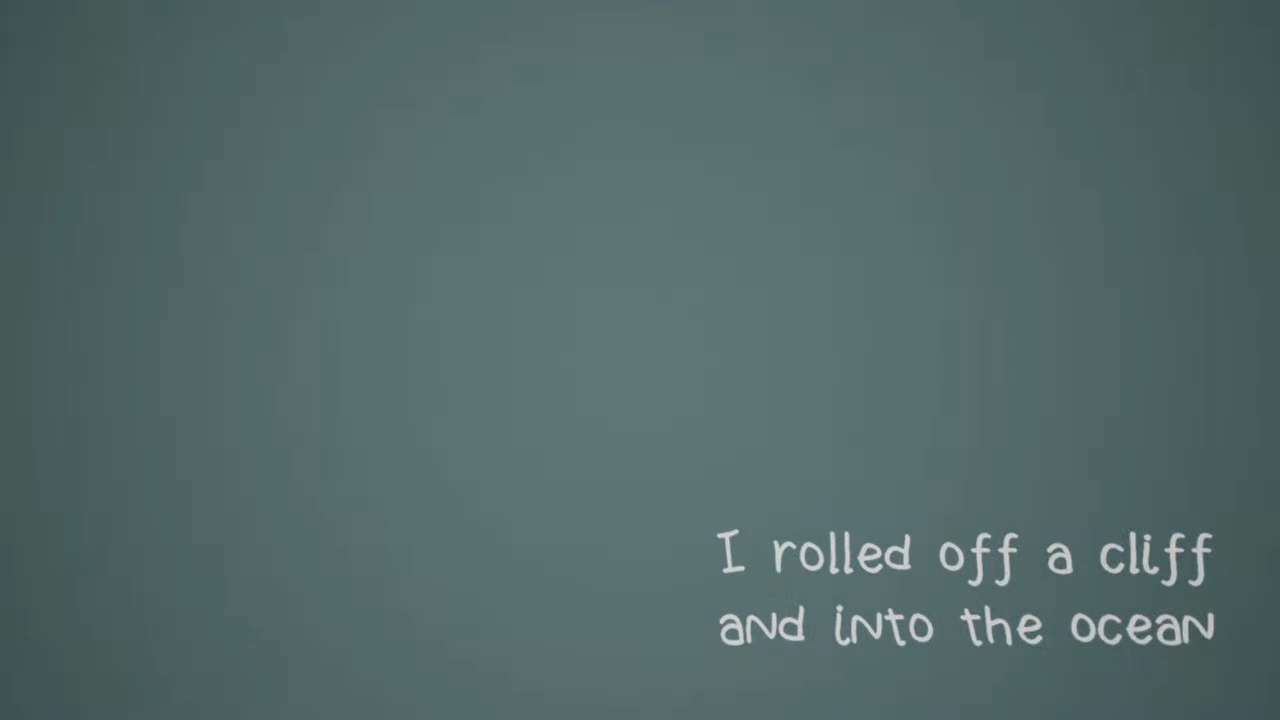 I rolled off a cliff
and into the ocean